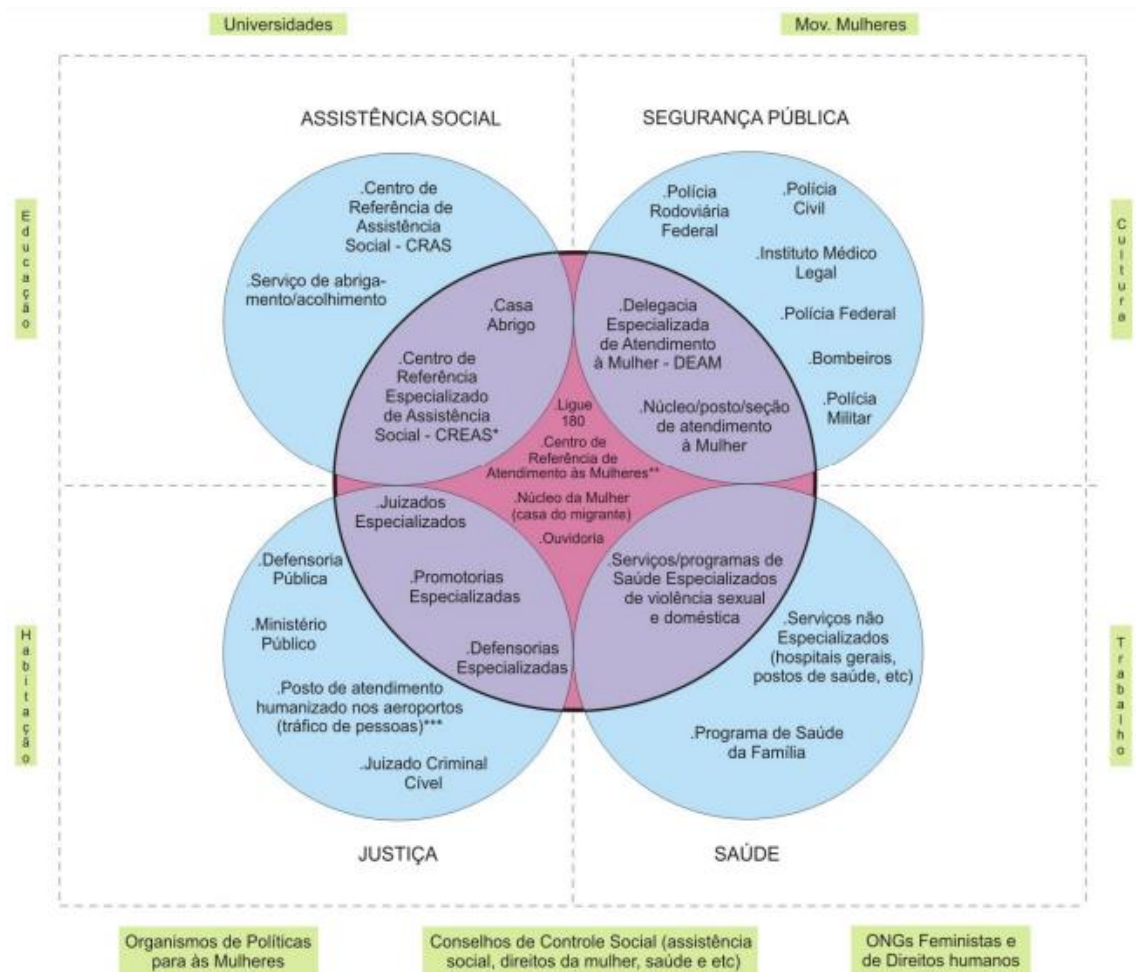 Universidades
Mov. Mulheres
ASSISTÊNCIA SOCIAL
SEGURANÇA PÚBLICA
Educação
.Centro de
Referência de
Assistência
Social - CRAS
.Serviço de abriga-
mento/acolhimento
.Casa
Abrigo
.Centro de
Referência
Especializado
de Assistência
Social - CREAS*
.Polícia
Rodoviária
Federal
.Polícia
Civil
.Instituto Médico
Legal
.Polícia Federal
.Bombeiros
.Polícia
Militar
.Delegacia
Especializada
de Atendimento
à Mulher - DEAM
.Núcleo/posto/seção
de atendimento
à Mulher
Cultura
.Ligue
180
.Centro de
Referência de
Atendimento às Mulheres**
.Núcleo da Mulher
(casa do migrante)
.Ouvidoria
Habitação
.Juizados
Especializados
.Defensoria
Pública
.Promotorias
Especializadas
.Ministério
Público
.Defensorias
Especializadas
.Posto de atendimento
humanizado nos aeroportos
(tráfico de pessoas)***
.Juizado Criminal
Cível
.Serviços/programas de
Saúde Especializados
de violência sexual
e doméstica
.Serviços não
Especializados
(hospitais gerais,
postos de saúde, etc)
.Programa de Saúde
da Família
Trabalho
JUSTIÇA
SAÚDE
Organismos de Políticas
para às Mulheres
Conselhos de Controle Social (assistência
social, direitos da mulher, saúde e etc)
ONGs Feministas e
de Direitos humanos